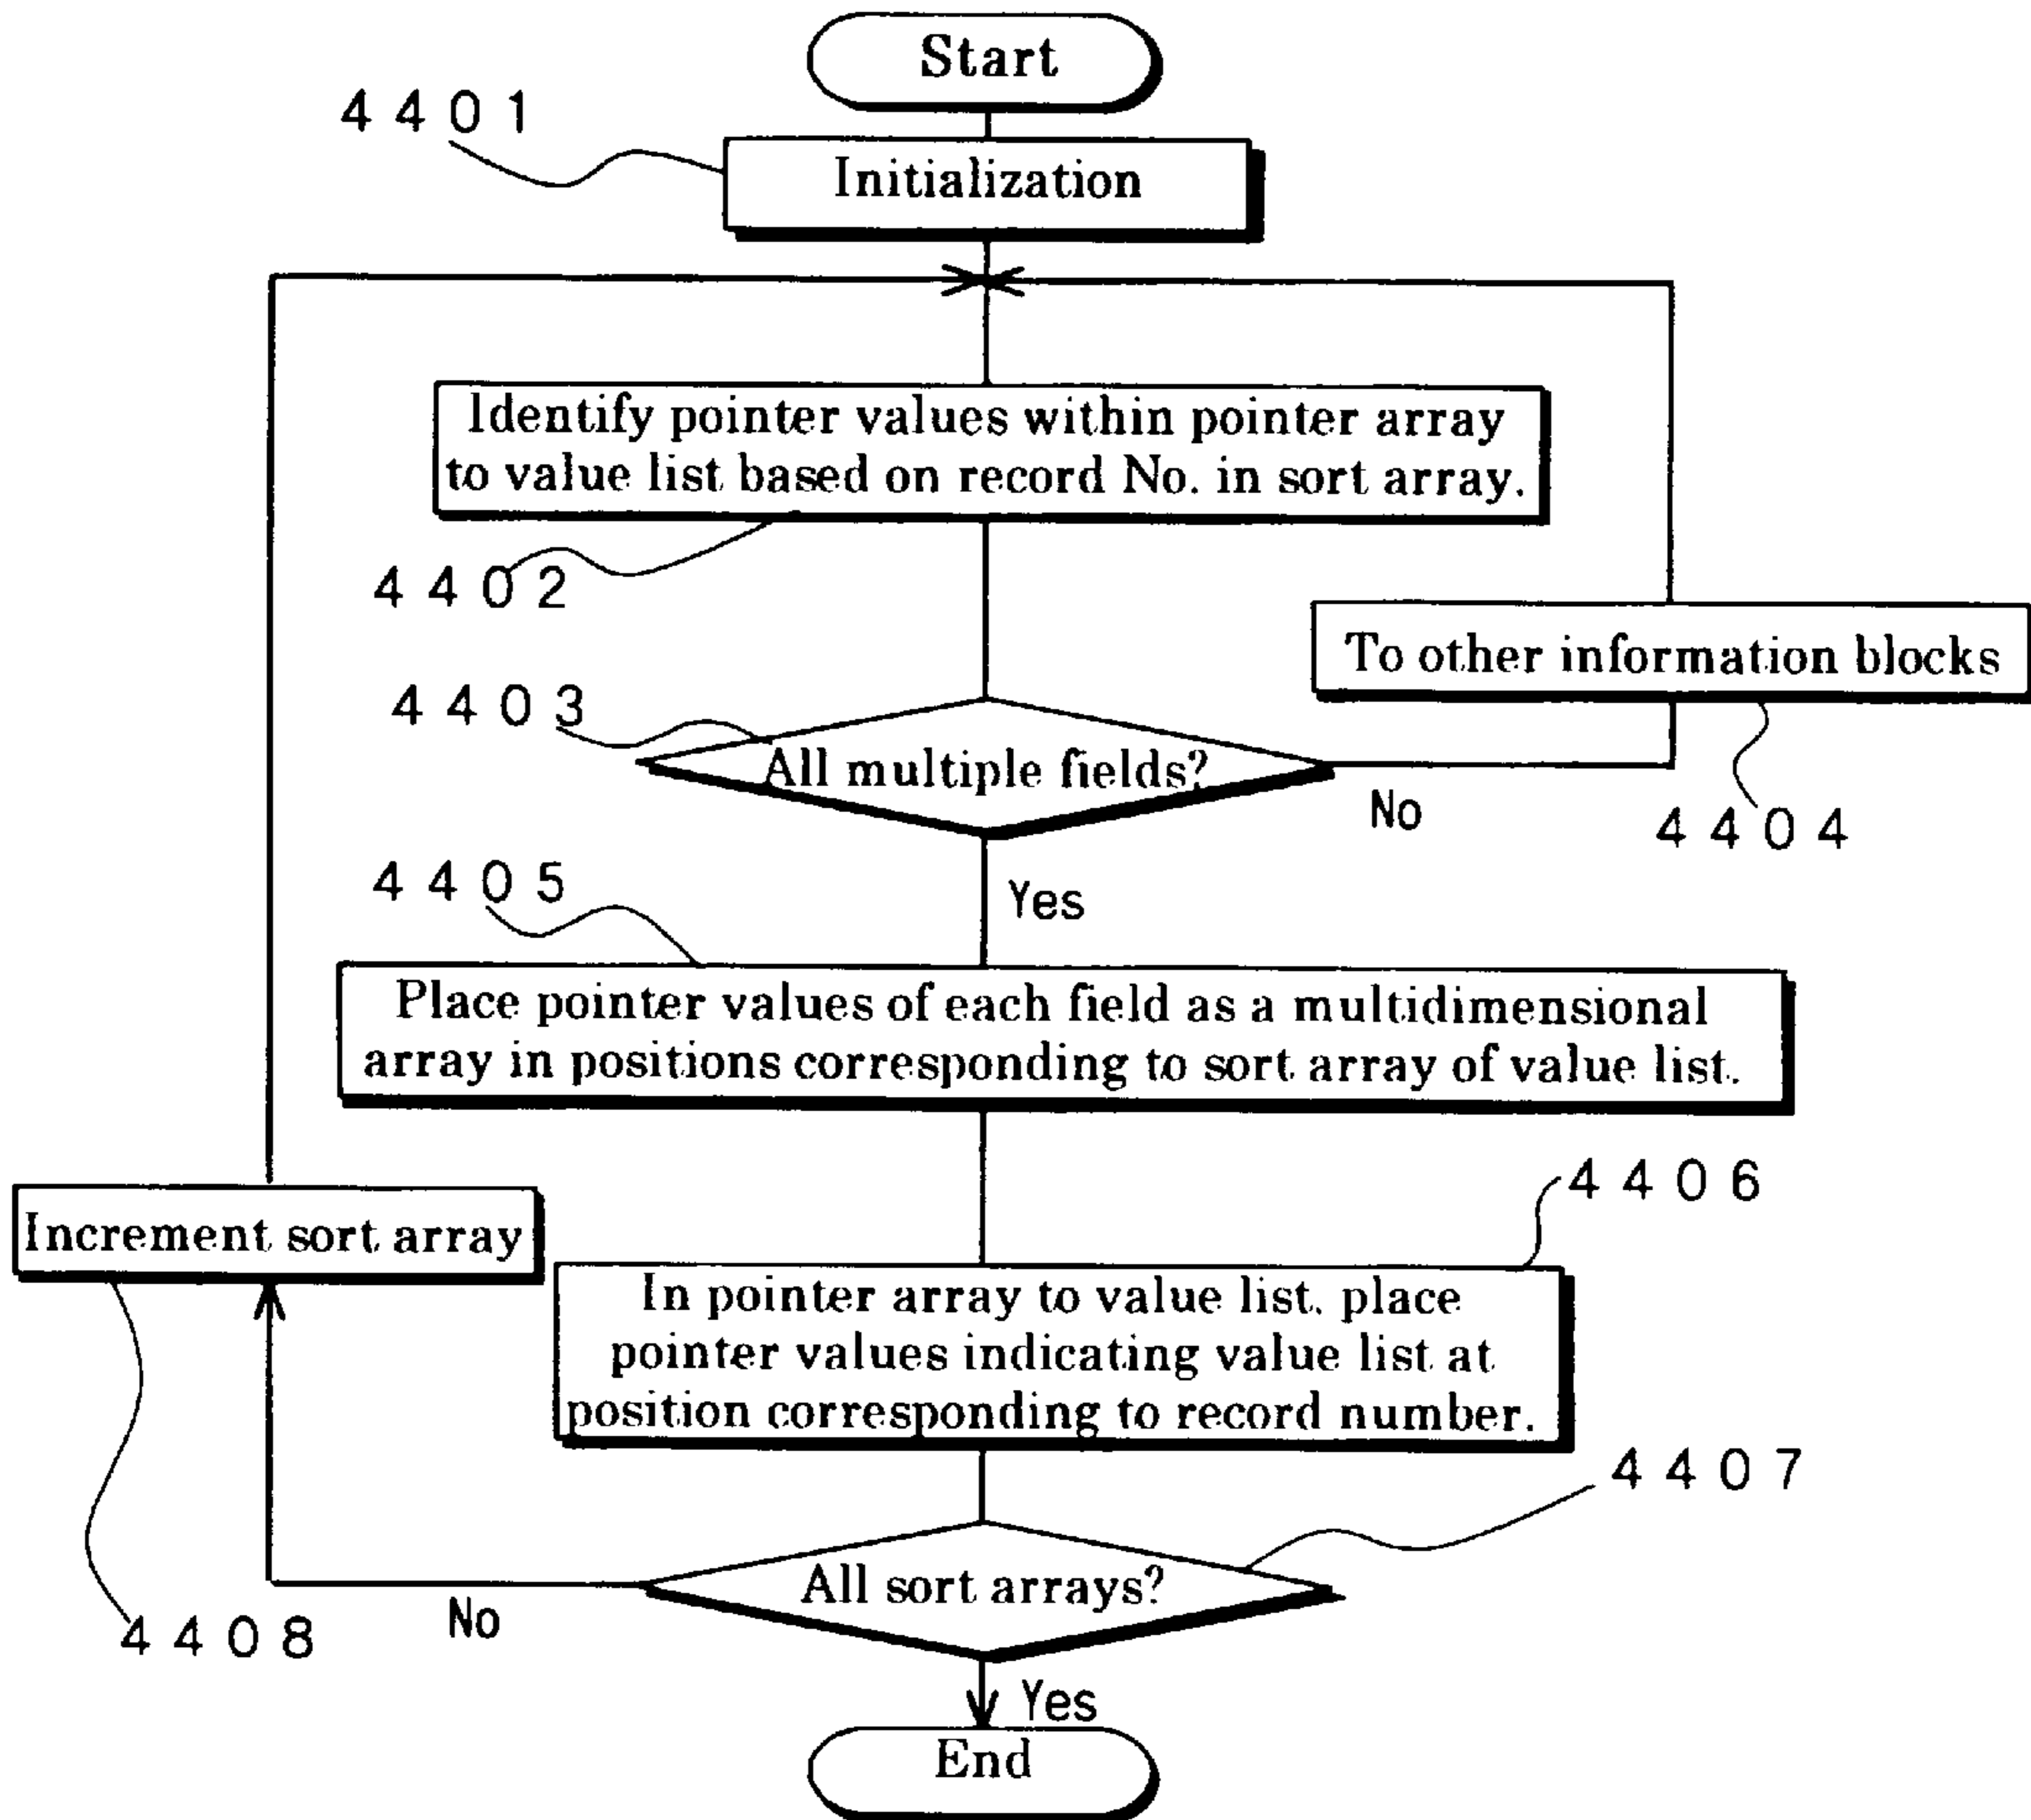 Start
4401
Initialization
Identify pointer values within pointer array
to value list based on record No. in sort array.
4402
To other information blocks
4403
All multiple fields?
No
4404
4405
Yes
Place pointer values of each field as a multidimensional
array in positions corresponding to sort array of value list.
4406
Increment sort array
In pointer array to value list, place
pointer values indicating value list at
position corresponding to record number.
4407
All sort arrays?
No
4408
Yes
End